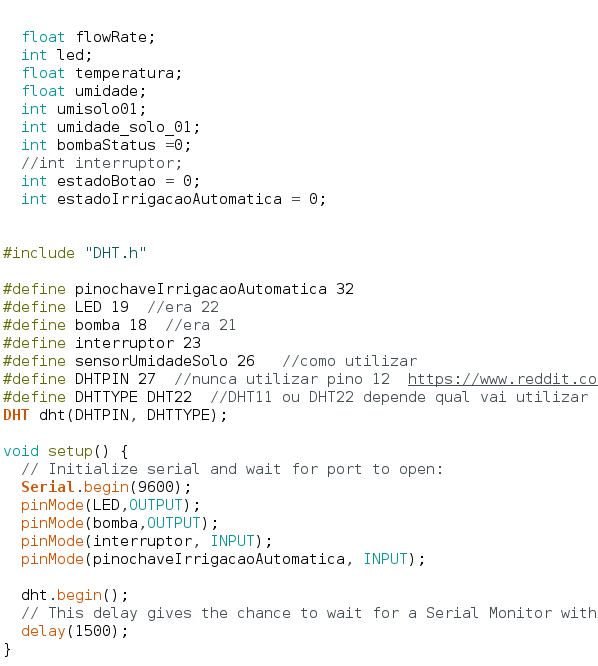 float flowRate;
int led;
float temperatura;
float umidade;
int umisolo01;
int umidade_solo_01;
int bombaStatus =0;
//int interruptor;
int estadoBotao = 0;
int estadoIrrigacaoAutomatica = 0;
#include "DHT.h"
#define pinochaveIrrigacaoAutomatica 32
#define LED 19  //era 22
#define bomba 18  //era 21
#define interruptor 23
#define sensorUmidadeSolo 26   //como utilizar
#define DHTPIN 27  //nunca utilizar pino 12  https://www.reddit.co
#define DHTTYPE DHT22  //DHT11 ou DHT22 depende qual vai utilizar
DHT dht(DHTPIN, DHTTYPE);
void setup() {
// Initialize serial and wait for port to open:
Serial.begin(9600);
pinMode(LED,OUTPUT);
pinMode(bomba,OUTPUT);
pinMode(interruptor, INPUT);
pinMode(pinochaveIrrigacaoAutomatica, INPUT);
dht.begin();
// This delay gives the chance to wait for a Serial Monitor with
delay(1500);
}